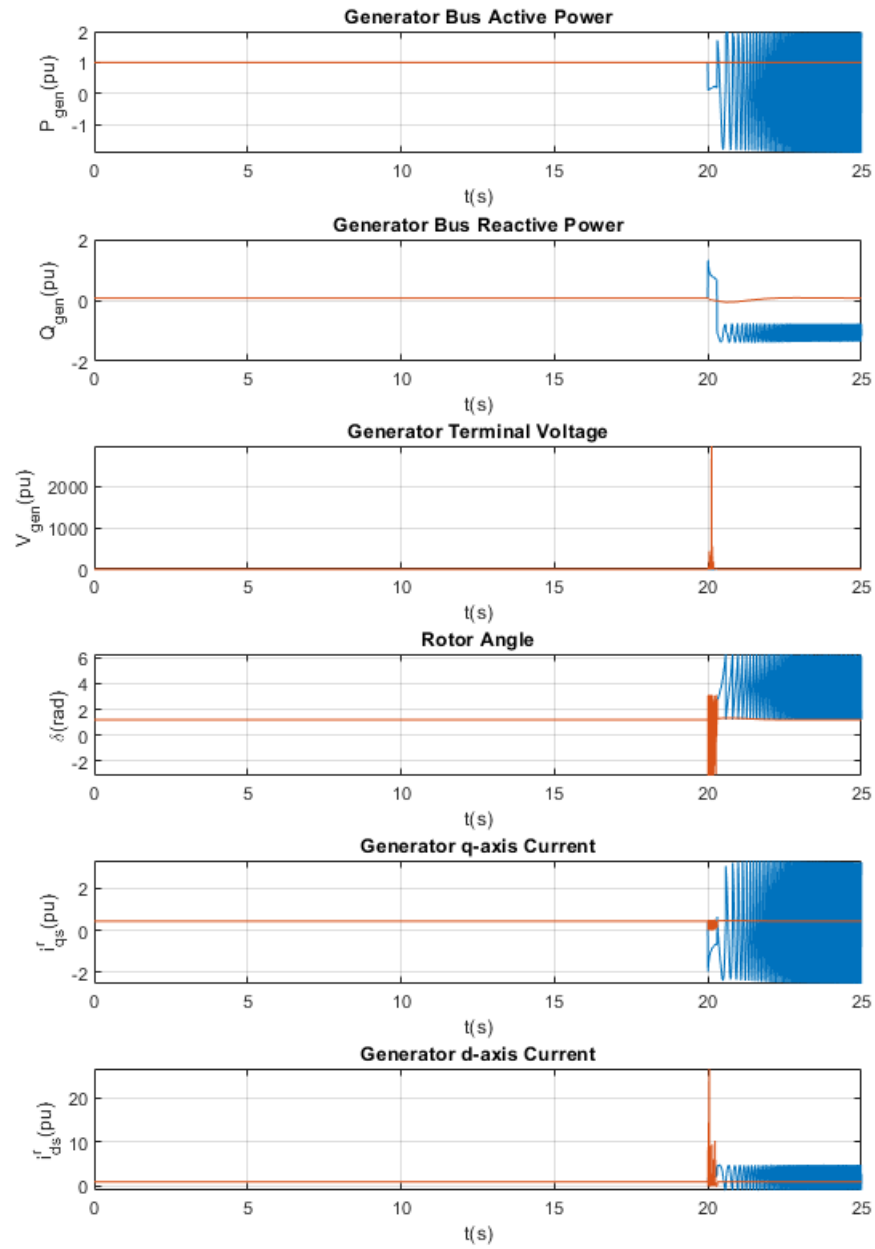 Generator Bus Active Power
2
1
0
-1
P_gen(pu)
0 5 10 15 20 25
t(s)
Generator Bus Reactive Power
2
0
-2
Q_gen(pu)
0 5 10 15 20 25
t(s)
Generator Terminal Voltage
2000
1000
0
V_gen(pu)
0 5 10 15 20 25
t(s)
Rotor Angle
6
4
2
0
-2
δ(rad)
0 5 10 15 20 25
t(s)
Generator q-axis Current
2
0
-2
i^r_qs(pu)
0 5 10 15 20 25
t(s)
Generator d-axis Current
20
10
0
i^r_ds(pu)
0 5 10 15 20 25
t(s)